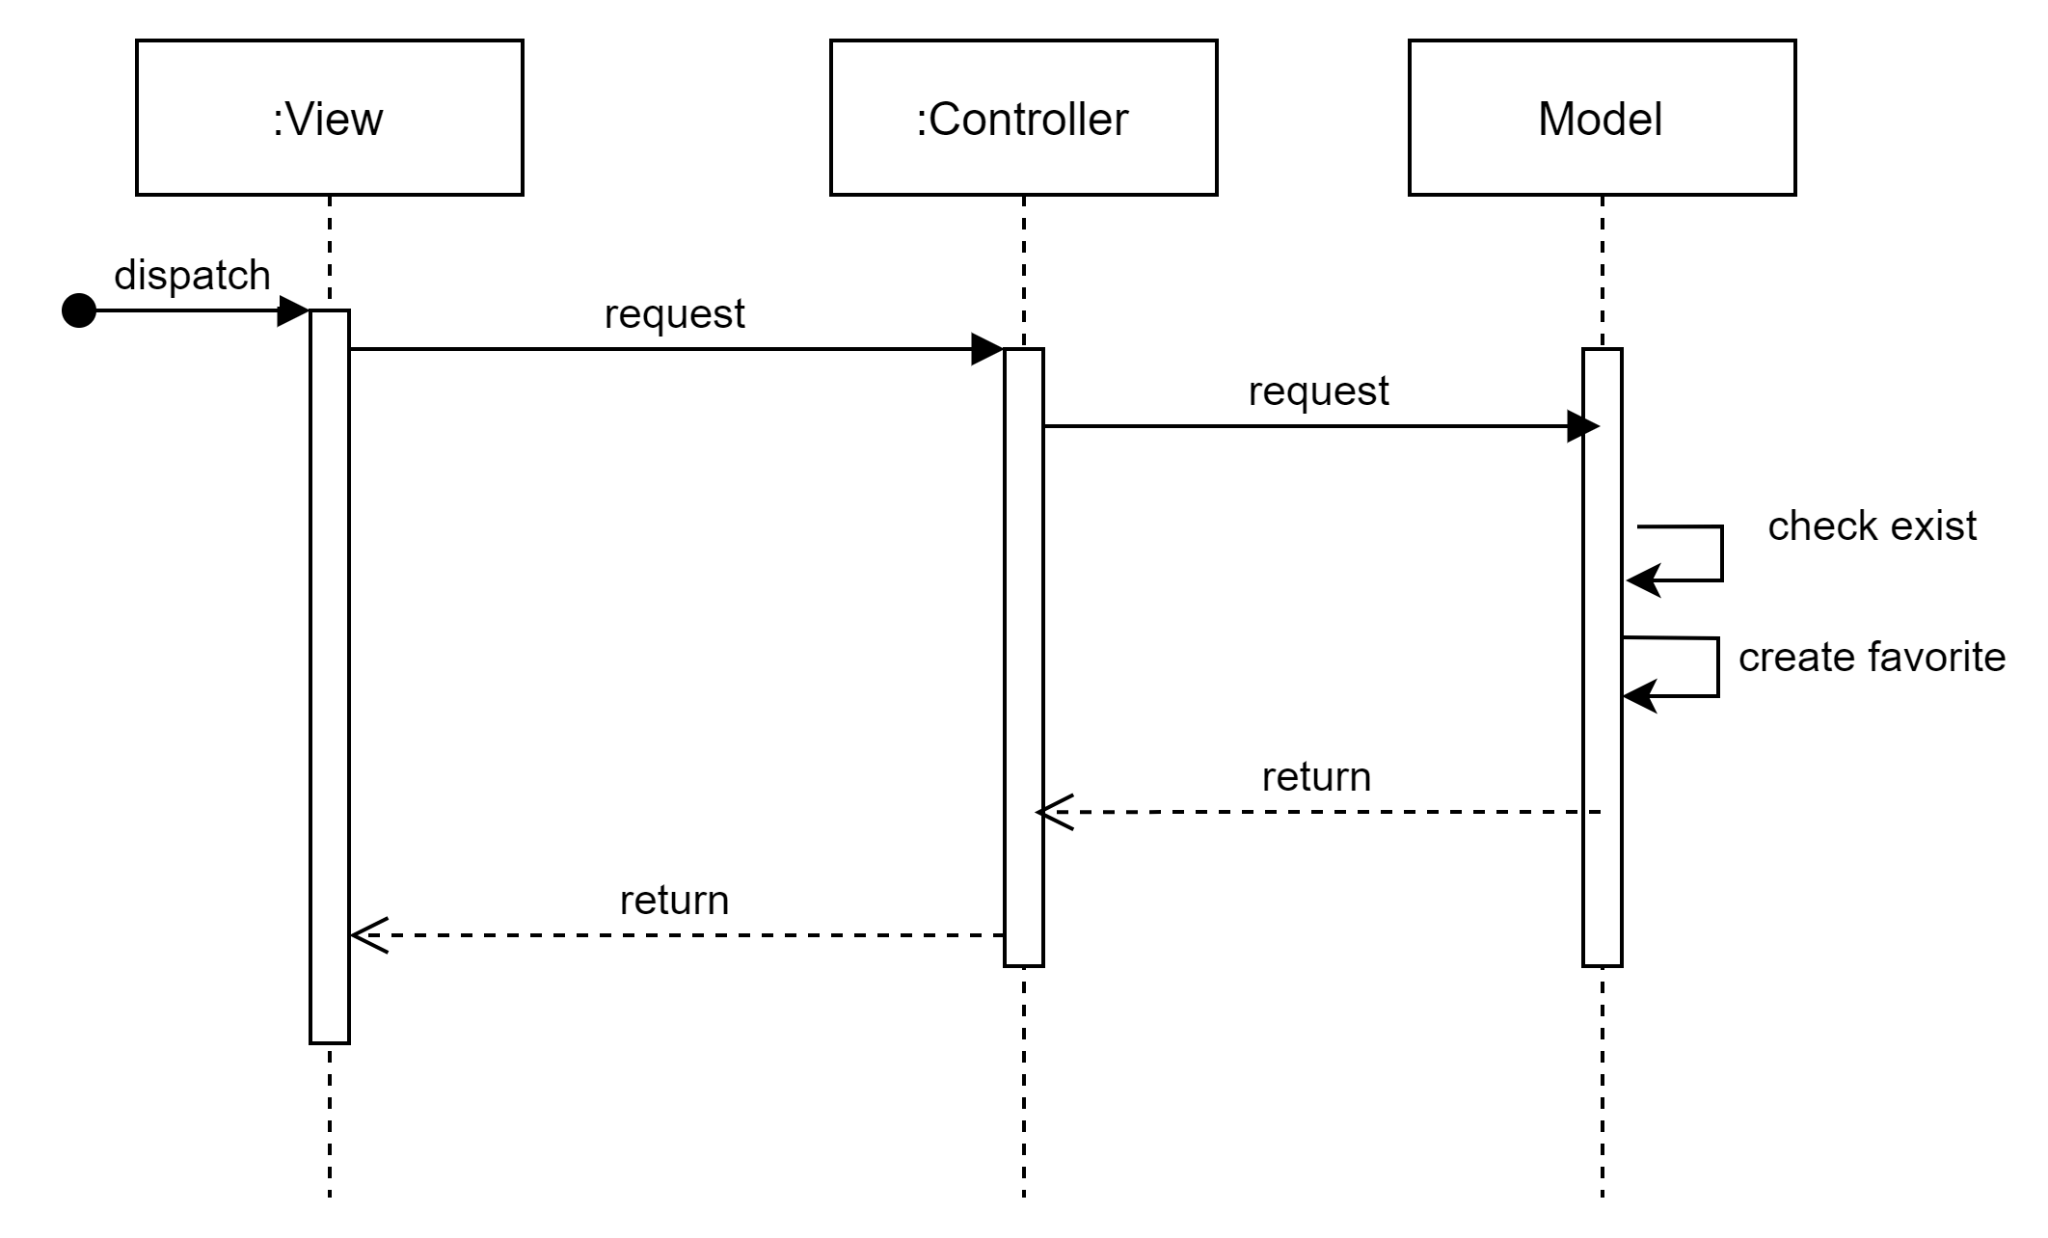 :View
:Controller
Model
dispatch
request
request
check exist
create favorite
return
return